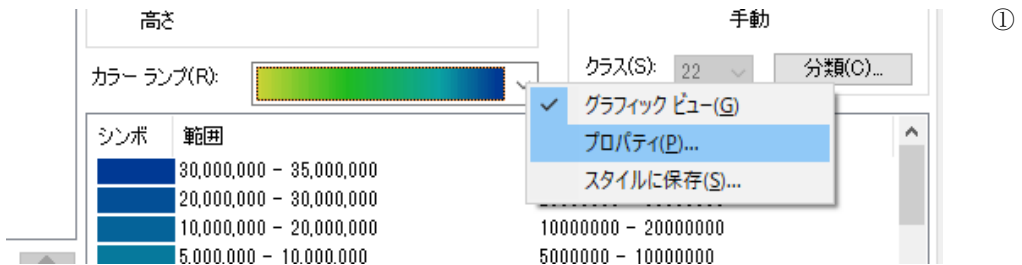 高さ
手動
①
カラー ランプ(R):
クラス(S): 22 分類(C)...
グラフィック ビュー(G)
プロパティ(P)...
スタイルに保存(S)...
シンボ 範囲
30,000,000 - 35,000,000
20,000,000 - 30,000,000
10,000,000 - 20,000,000 10000000 - 20000000
5,000,000 - 10,000,000 5000000 - 10000000